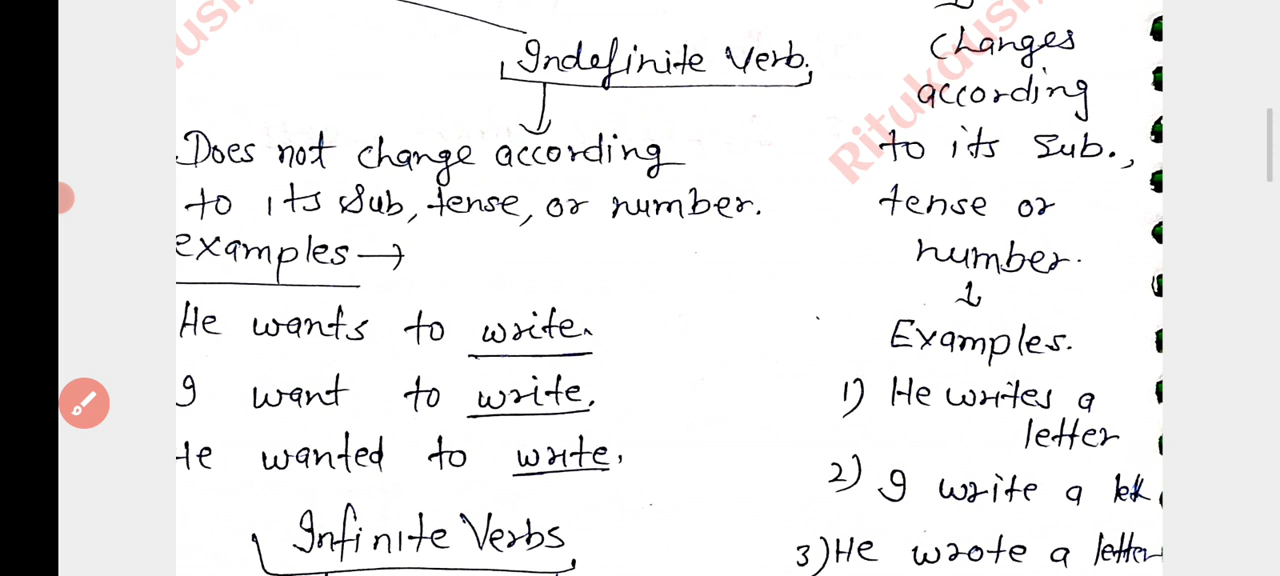 Indefinite Verb.
Does not change according
to its sub, tense, or number.
examples →
He wants to write.
I want to write.
He wanted to write.
Infinite Verbs
changes
according
to its Sub.,
tense or
number.
Examples.
1) He writes a
letter
2) I write a
3) He wrote a letter
Ritukaush